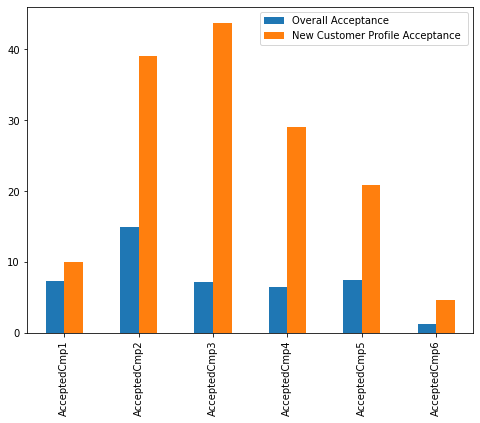 Overall Acceptance
New Customer Profile Acceptance
40
30
20
10
0
AcceptedCmp1
AcceptedCmp2
AcceptedCmp3
AcceptedCmp4
AcceptedCmp5
AcceptedCmp6